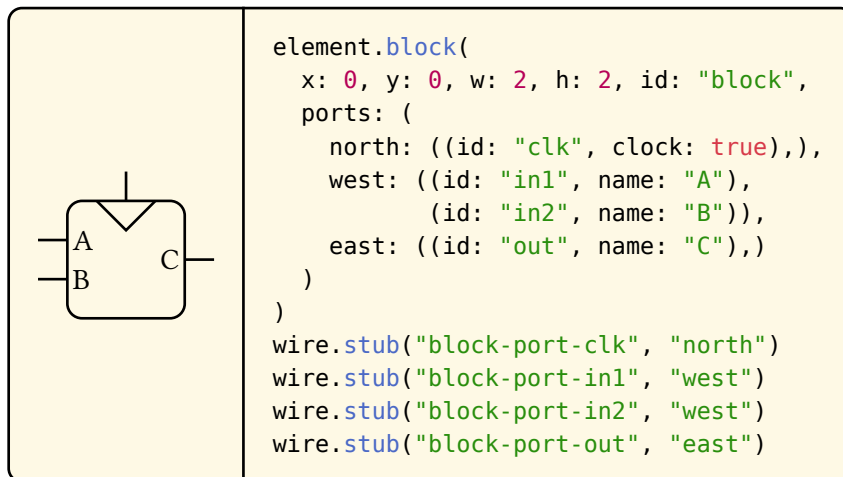 A
B
C
element.block(
  x: 0, y: 0, w: 2, h: 2, id: "block",
  ports: (
    north: ((id: "clk", clock: true),),
    west: ((id: "in1", name: "A"),
           (id: "in2", name: "B")),
    east: ((id: "out", name: "C"),)
  )
)
wire.stub("block-port-clk", "north")
wire.stub("block-port-in1", "west")
wire.stub("block-port-in2", "west")
wire.stub("block-port-out", "east")